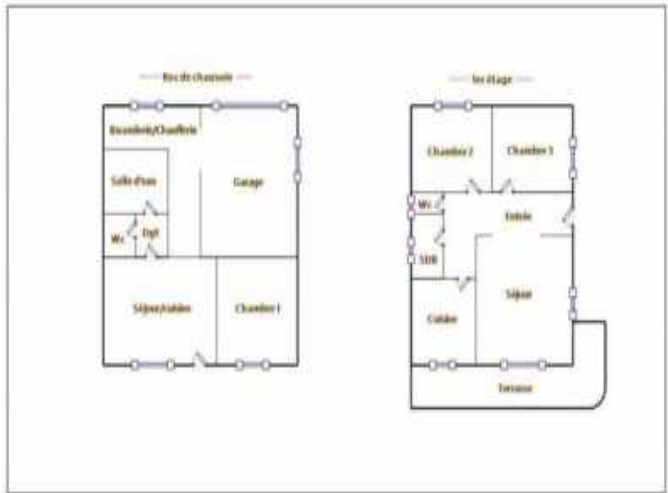 Rez de chaussée
Buanderie/Chaufferie
Salle d'eau
Garage
Wc
Dgt
Séjour/cuisine
Chambre 1
1er étage
Chambre 2
Chambre 3
Wc
Entrée
SDB
Séjour
Cuisine
Terrasse